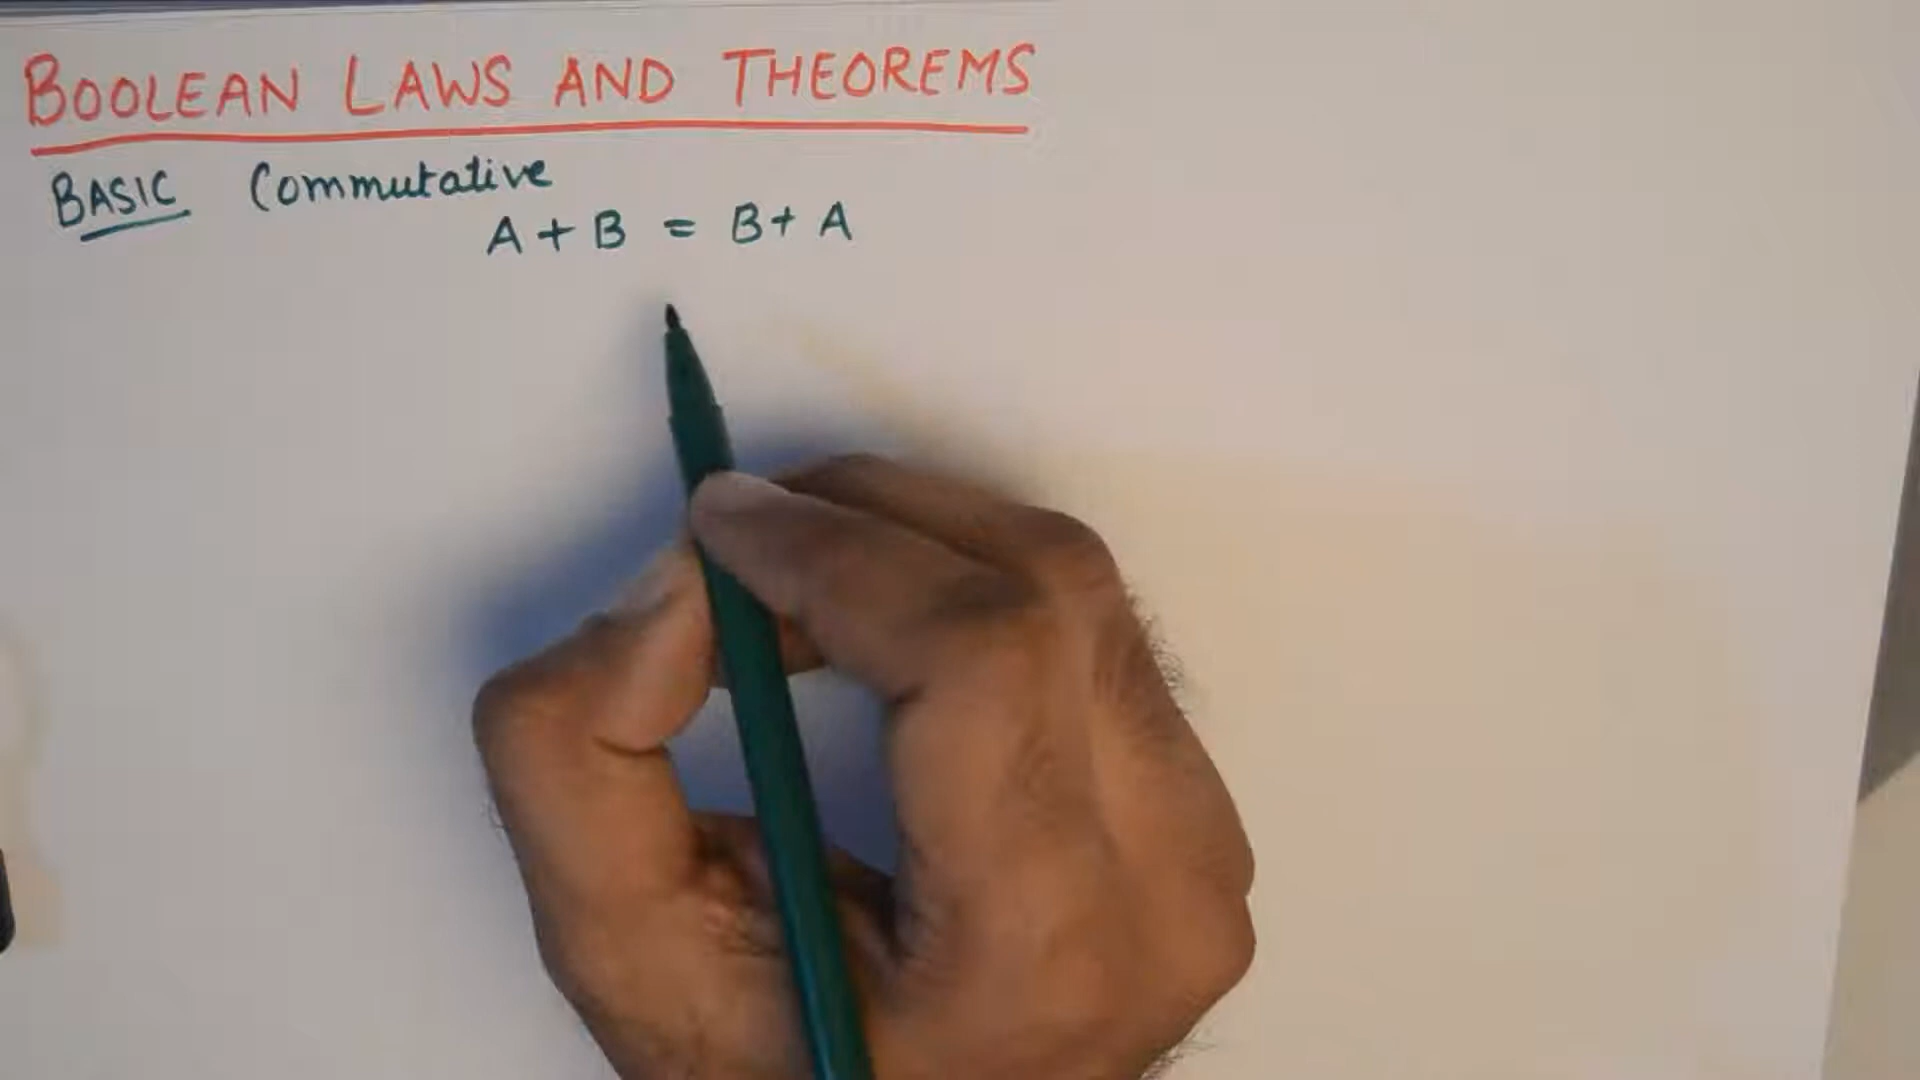 BOOLEAN LAWS AND THEOREMS
BASIC Commutative
A + B = B + A